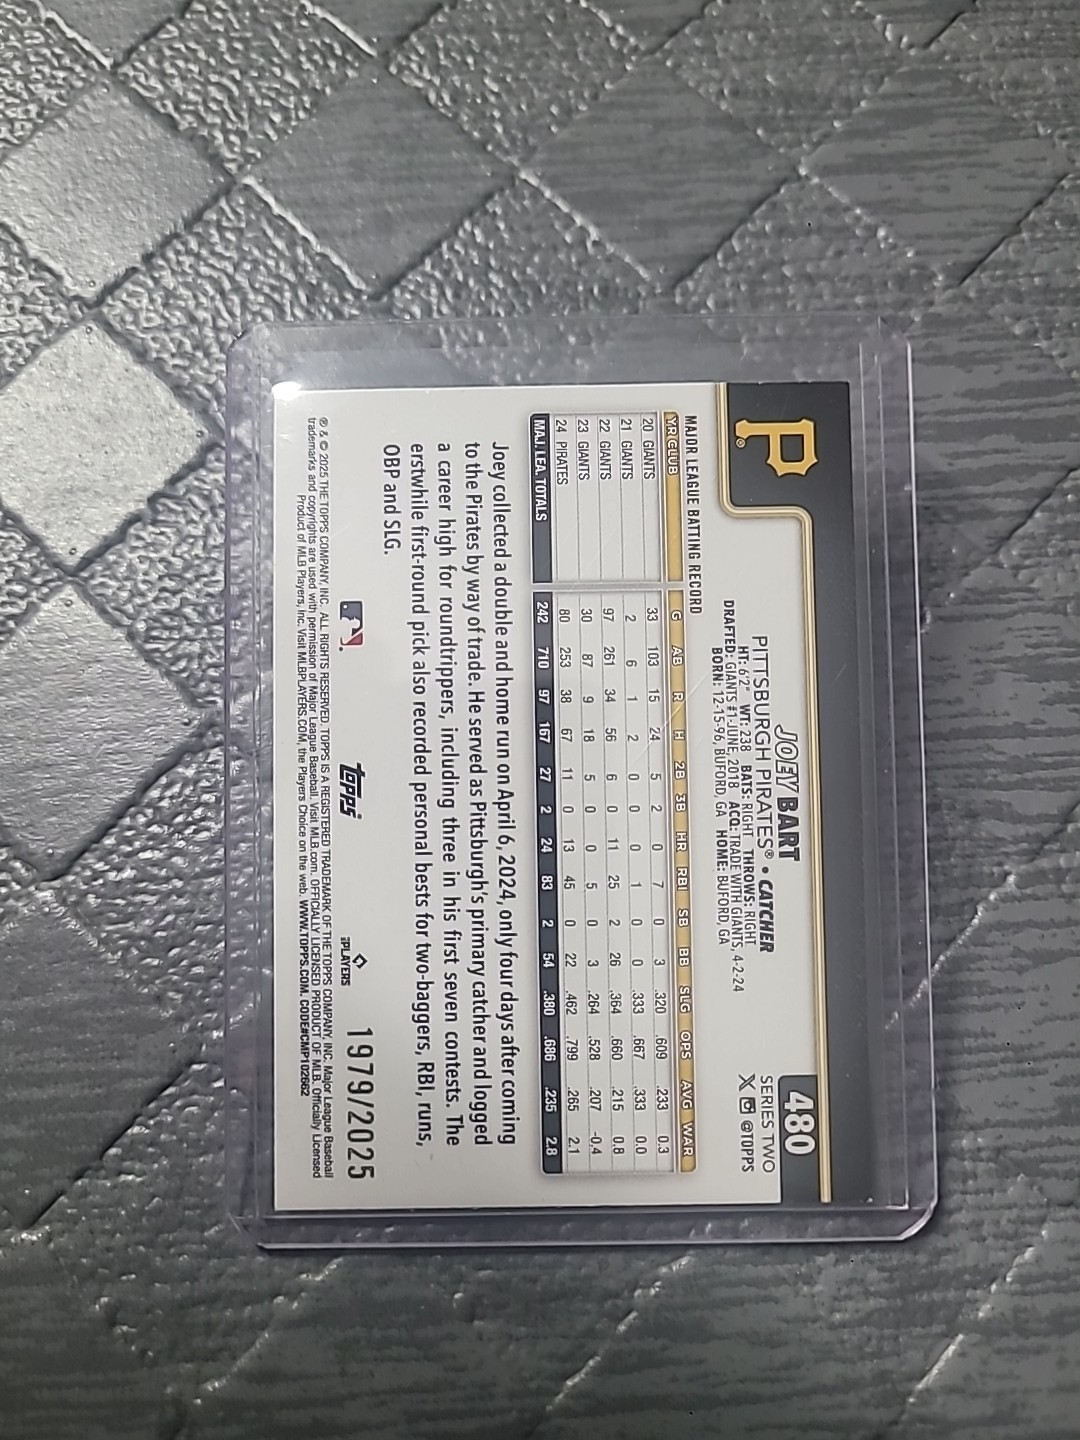 P®
480
JOEY BART
PITTSBURGH PIRATES® • CATCHER
SERIES TWO
HT: 6'2" WT: 238 BATS: RIGHT THROWS: RIGHT
@TOPPS
DRAFTED: GIANTS #1-JUNE, 2018 ACQ: TRADE WITH GIANTS, 4-2-24
BORN: 12-15-96, BUFORD, GA HOME: BUFORD, GA
MAJOR LEAGUE BATTING RECORD
YR CLUB G AB R H 2B 3B HR RBI SB BB SLG OPS AVG WAR
20 GIANTS 33 103 15 24 5 2 0 7 0 3 .320 .609 .233 0.3
21 GIANTS 2 6 1 2 0 0 0 1 0 0 .333 .667 .333 0.0
22 GIANTS 97 261 34 56 6 0 11 25 2 26 .364 .660 .215 0.8
23 GIANTS 30 87 9 18 5 0 0 5 0 3 .264 .528 .207 -0.4
24 PIRATES 80 253 38 67 11 0 13 45 0 22 .462 .799 .265 2.1
MAJ. LEA. TOTALS 242 710 97 167 27 2 24 83 2 54 .380 .686 .235 2.8
Joey collected a double and home run on April 6, 2024, only four days after coming
to the Pirates by way of trade. He served as Pittsburgh's primary catcher and logged
a career high for roundtrippers, including three in his first seven contests. The
erstwhile first-round pick also recorded personal bests for two-baggers, RBI, runs,
OBP and SLG.
topps
PLAYERS
1979/2025
® & © 2025 THE TOPPS COMPANY, INC. ALL RIGHTS RESERVED. TOPPS IS A REGISTERED TRADEMARK OF THE TOPPS COMPANY, INC. Major League Baseball
trademarks and copyrights are used with permission of Major League Baseball. Visit MLB.com. OFFICIALLY LICENSED PRODUCT OF MLB. Officially Licensed
Product of MLB Players, Inc. Visit MLBPLAYERS.COM, the Players Choice on the web. WWW.TOPPS.COM. CODE#CMP102662